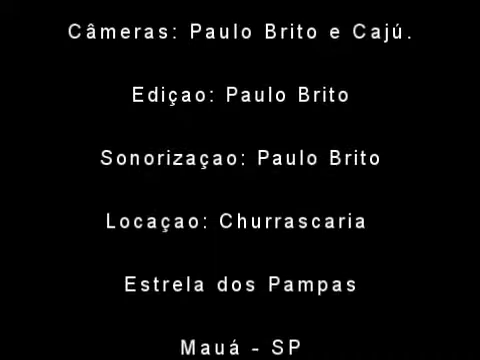 Câmeras: Paulo Brito e Cajú.
Ediçao: Paulo Brito
Sonorizaçao: Paulo Brito
Locaçao: Churrascaria
Estrela dos Pampas
Mauá - SP